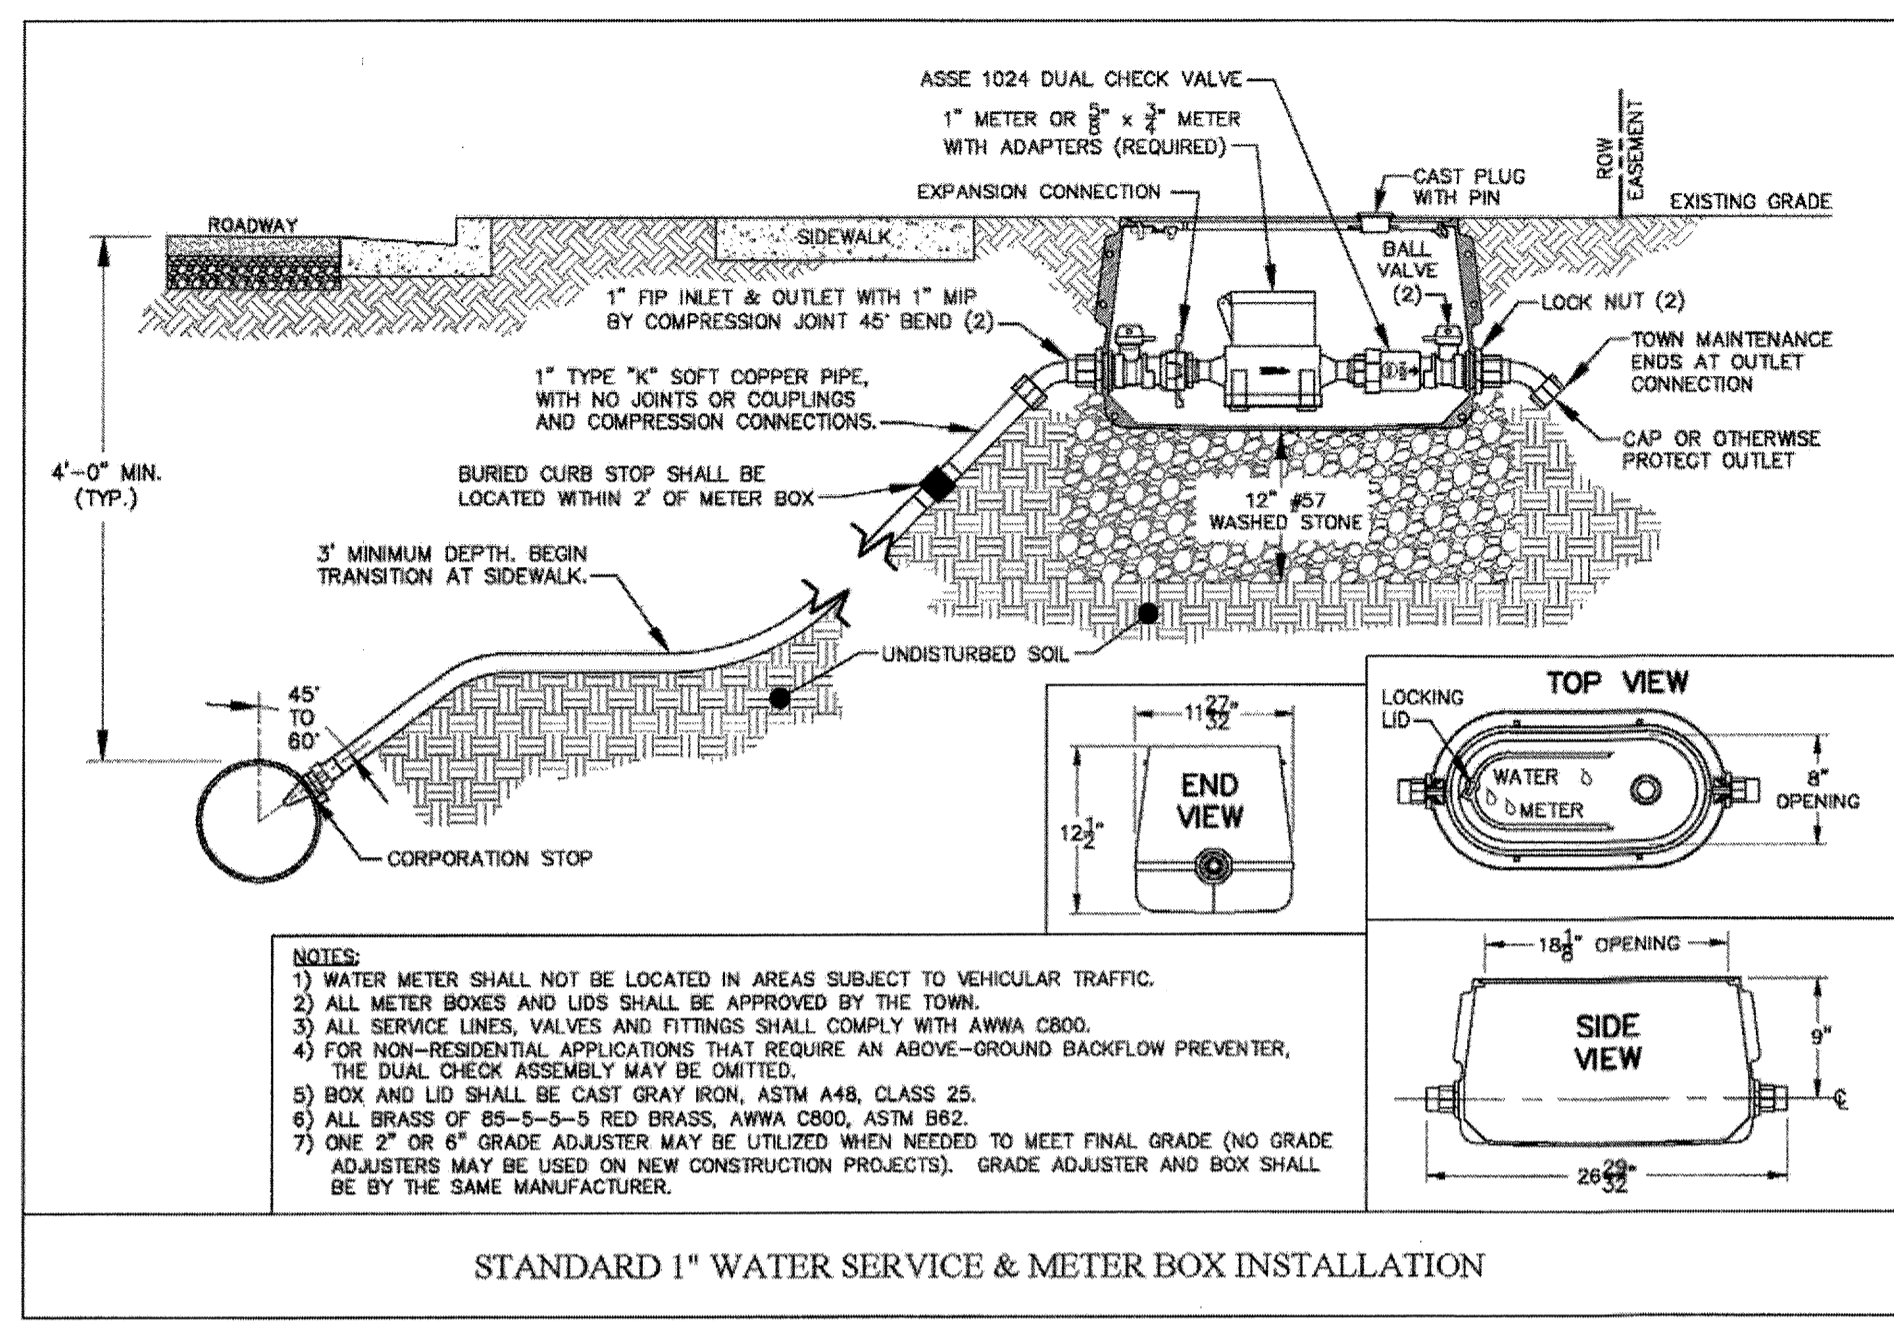 ASSE 1024 DUAL CHECK VALVE
1" METER OR 5/8" x 3/4" METER
WITH ADAPTERS (REQUIRED)
EXPANSION CONNECTION
CAST PLUG
WITH PIN
ROW
EASEMENT
EXISTING GRADE
ROADWAY
SIDEWALK
BALL
VALVE
(2)
LOCK NUT (2)
1" FIP INLET & OUTLET WITH 1" MIP
BY COMPRESSION JOINT 45° BEND (2)
TOWN MAINTENANCE
ENDS AT OUTLET
CONNECTION
1" TYPE "K" SOFT COPPER PIPE,
WITH NO JOINTS OR COUPLINGS
AND COMPRESSION CONNECTIONS.
CAP OR OTHERWISE
PROTECT OUTLET
4'-0" MIN.
(TYP.)
BURIED CURB STOP SHALL BE
LOCATED WITHIN 2' OF METER BOX
12" #57
WASHED STONE
3' MINIMUM DEPTH. BEGIN
TRANSITION AT SIDEWALK.
UNDISTURBED SOIL
45°
TO
60°
CORPORATION STOP
11 27/32"
12 1/2"
END
VIEW
TOP VIEW
LOCKING
LID
WATER
METER
8"
OPENING
18 1/8" OPENING
SIDE
VIEW
9"
℄
26 29/32"
NOTES:
1) WATER METER SHALL NOT BE LOCATED IN AREAS SUBJECT TO VEHICULAR TRAFFIC.
2) ALL METER BOXES AND LIDS SHALL BE APPROVED BY THE TOWN.
3) ALL SERVICE LINES, VALVES AND FITTINGS SHALL COMPLY WITH AWWA C800.
4) FOR NON-RESIDENTIAL APPLICATIONS THAT REQUIRE AN ABOVE-GROUND BACKFLOW PREVENTER,
THE DUAL CHECK ASSEMBLY MAY BE OMITTED.
5) BOX AND LID SHALL BE CAST GRAY IRON, ASTM A48, CLASS 25.
6) ALL BRASS OF 85-5-5-5 RED BRASS, AWWA C800, ASTM B62.
7) ONE 2" OR 6" GRADE ADJUSTER MAY BE UTILIZED WHEN NEEDED TO MEET FINAL GRADE (NO GRADE
ADJUSTERS MAY BE USED ON NEW CONSTRUCTION PROJECTS). GRADE ADJUSTER AND BOX SHALL
BE BY THE SAME MANUFACTURER.
STANDARD 1" WATER SERVICE & METER BOX INSTALLATION